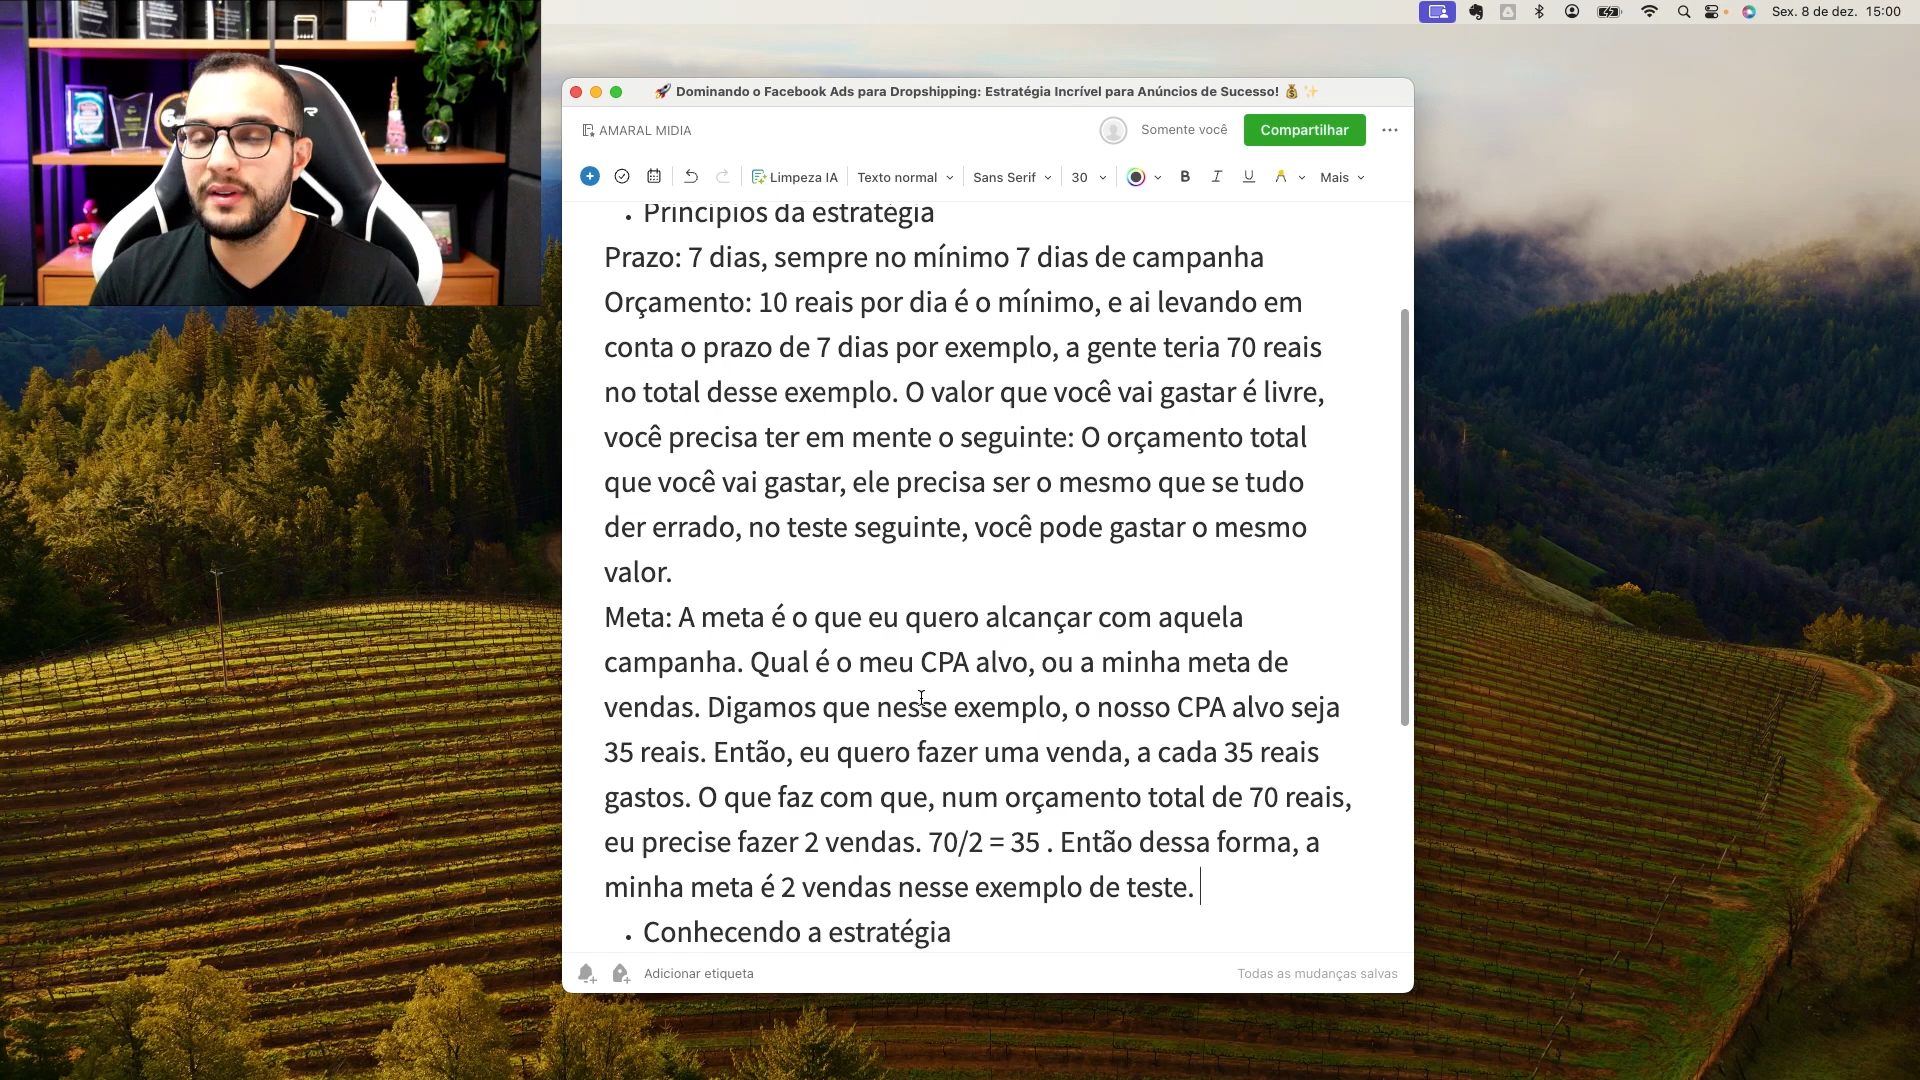 Sex. 8 de dez. 15:00
🚀 Dominando o Facebook Ads para Dropshipping: Estratégia Incrível para Anúncios de Sucesso! 💰 ✨
AMARAL MIDIA
Somente você
Compartilhar
Limpeza IA
Texto normal
Sans Serif
30
B
I
U
A
Mais
• Princípios da estratégia
Prazo: 7 dias, sempre no mínimo 7 dias de campanha
Orçamento: 10 reais por dia é o mínimo, e ai levando em
conta o prazo de 7 dias por exemplo, a gente teria 70 reais
no total desse exemplo. O valor que você vai gastar é livre,
você precisa ter em mente o seguinte: O orçamento total
que você vai gastar, ele precisa ser o mesmo que se tudo
der errado, no teste seguinte, você pode gastar o mesmo
valor.
Meta: A meta é o que eu quero alcançar com aquela
campanha. Qual é o meu CPA alvo, ou a minha meta de
vendas. Digamos que nesse exemplo, o nosso CPA alvo seja
35 reais. Então, eu quero fazer uma venda, a cada 35 reais
gastos. O que faz com que, num orçamento total de 70 reais,
eu precise fazer 2 vendas. 70/2 = 35 . Então dessa forma, a
minha meta é 2 vendas nesse exemplo de teste.
• Conhecendo a estratégia
Adicionar etiqueta
Todas as mudanças salvas